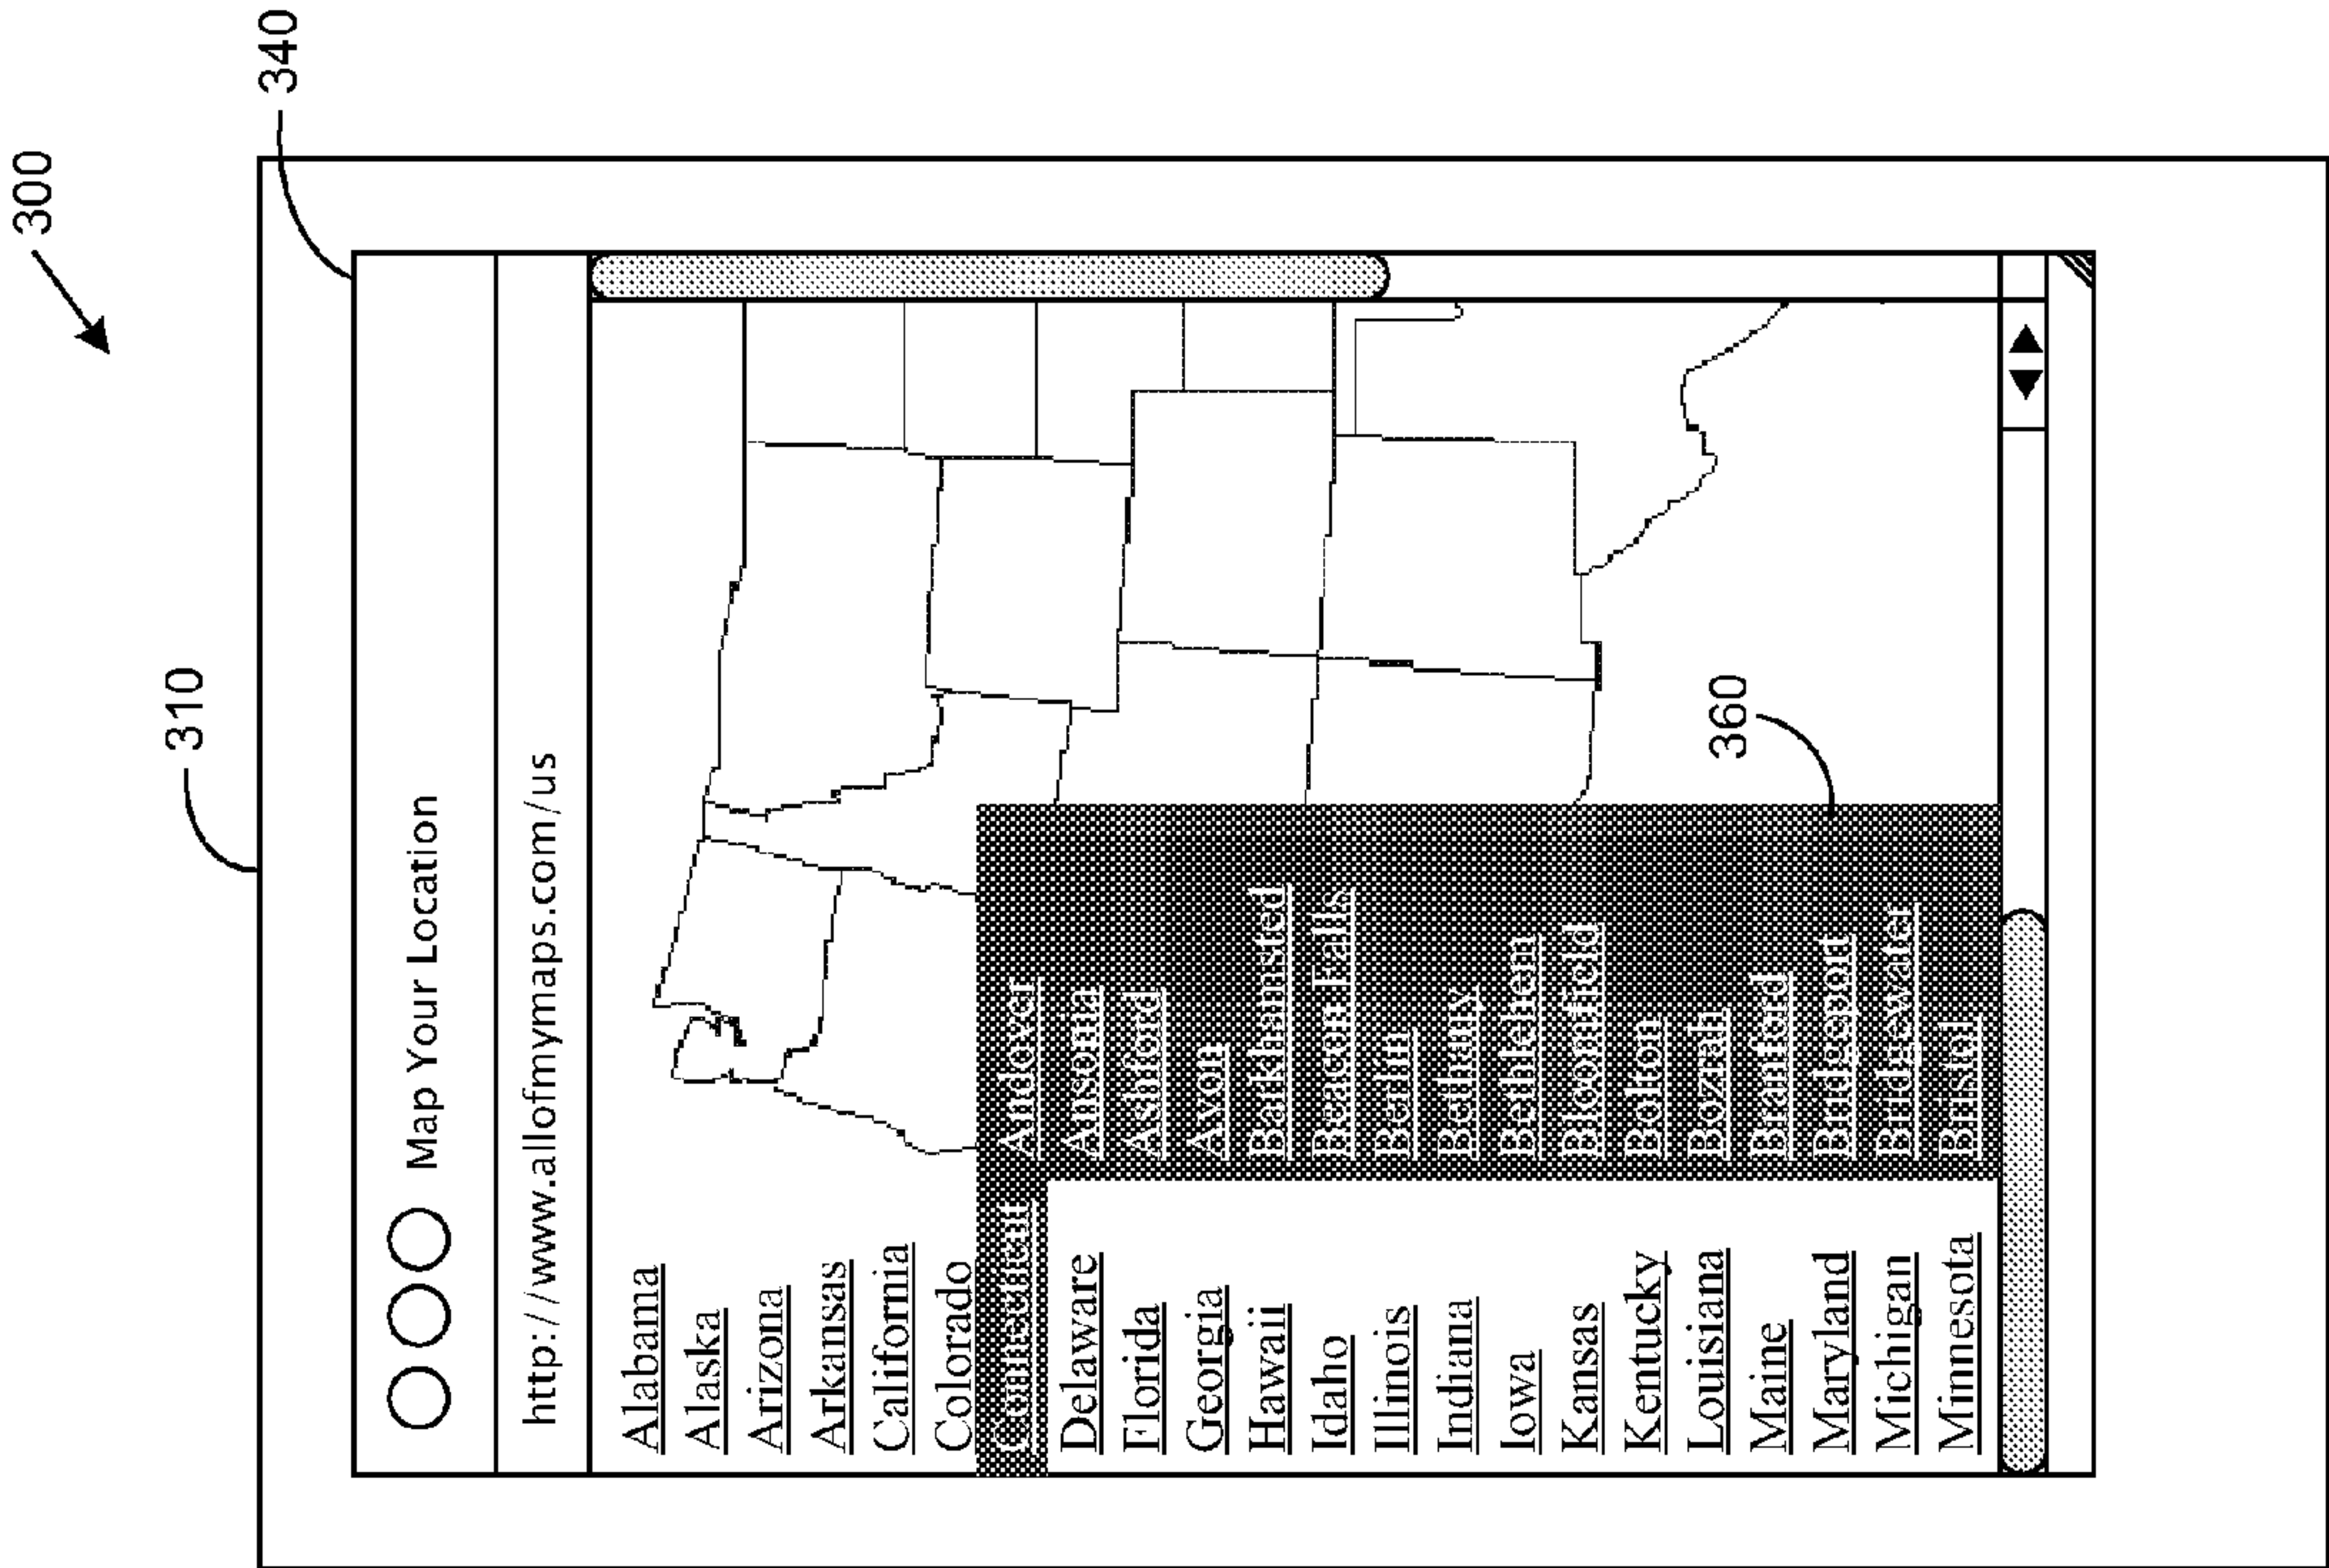 300
310
340
Map Your Location
http://www.allofmymaps.com/us
Alabama
Alaska
Arizona
Arkansas
California
Colorado
Connecticut
Delaware
Florida
Georgia
Hawaii
Idaho
Illinois
Indiana
Iowa
Kansas
Kentucky
Louisiana
Maine
Maryland
Michigan
Minnesota
Andover
Ansonia
Ashford
Avon
Barkhamsted
Beacon Falls
Berlin
Bethany
Bethlehem
Bloomfield
Bolton
Bozrah
Branford
Bridgeport
Bridgewater
Bristol
360